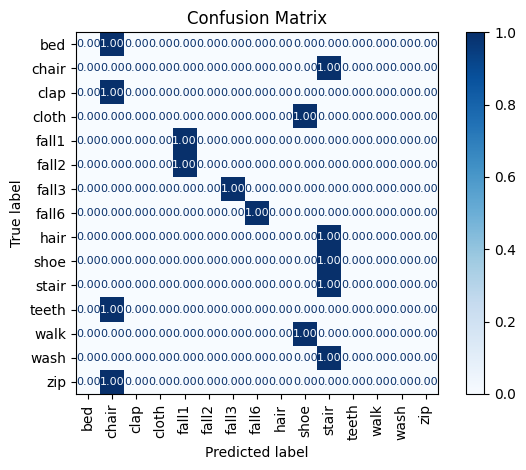 Confusion Matrix
True label
bed 0.00 1.00 0.00 0.00 0.00 0.00 0.00 0.00 0.00 0.00 0.00 0.00 0.00 0.00 0.00
chair 0.00 0.00 0.00 0.00 0.00 0.00 0.00 0.00 0.00 0.00 1.00 0.00 0.00 0.00 0.00
clap 0.00 1.00 0.00 0.00 0.00 0.00 0.00 0.00 0.00 0.00 0.00 0.00 0.00 0.00 0.00
cloth 0.00 0.00 0.00 0.00 0.00 0.00 0.00 0.00 0.00 1.00 0.00 0.00 0.00 0.00 0.00
fall1 0.00 0.00 0.00 0.00 1.00 0.00 0.00 0.00 0.00 0.00 0.00 0.00 0.00 0.00 0.00
fall2 0.00 0.00 0.00 0.00 1.00 0.00 0.00 0.00 0.00 0.00 0.00 0.00 0.00 0.00 0.00
fall3 0.00 0.00 0.00 0.00 0.00 0.00 1.00 0.00 0.00 0.00 0.00 0.00 0.00 0.00 0.00
fall6 0.00 0.00 0.00 0.00 0.00 0.00 0.00 1.00 0.00 0.00 0.00 0.00 0.00 0.00 0.00
hair 0.00 0.00 0.00 0.00 0.00 0.00 0.00 0.00 0.00 0.00 1.00 0.00 0.00 0.00 0.00
shoe 0.00 0.00 0.00 0.00 0.00 0.00 0.00 0.00 0.00 0.00 1.00 0.00 0.00 0.00 0.00
stair 0.00 0.00 0.00 0.00 0.00 0.00 0.00 0.00 0.00 0.00 1.00 0.00 0.00 0.00 0.00
teeth 0.00 1.00 0.00 0.00 0.00 0.00 0.00 0.00 0.00 0.00 0.00 0.00 0.00 0.00 0.00
walk 0.00 0.00 0.00 0.00 0.00 0.00 0.00 0.00 0.00 1.00 0.00 0.00 0.00 0.00 0.00
wash 0.00 0.00 0.00 0.00 0.00 0.00 0.00 0.00 0.00 0.00 1.00 0.00 0.00 0.00 0.00
zip 0.00 1.00 0.00 0.00 0.00 0.00 0.00 0.00 0.00 0.00 0.00 0.00 0.00 0.00 0.00
bed chair clap cloth fall1 fall2 fall3 fall6 hair shoe stair teeth walk wash zip
Predicted label
1.0
0.8
0.6
0.4
0.2
0.0